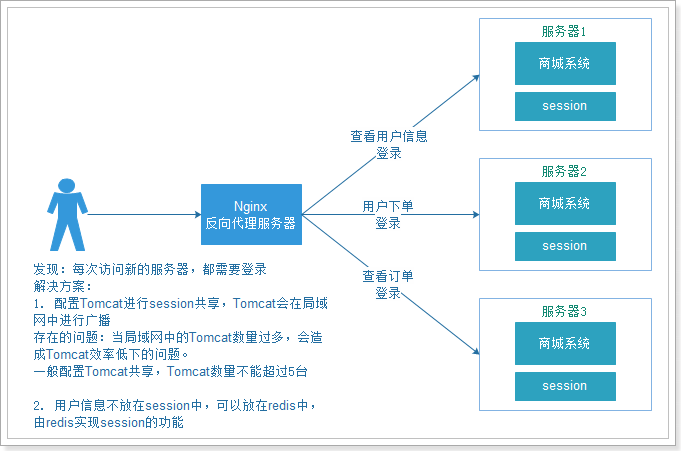 服务器1
商城系统
session
查看用户信息
登录
服务器2
商城系统
session
Nginx
反向代理服务器
用户下单
登录
查看订单
登录
服务器3
商城系统
session
发现：每次访问新的服务器，都需要登录
解决方案：
1. 配置Tomcat进行session共享，Tomcat会在局域
网中进行广播
存在的问题：当局域网中的Tomcat数量过多，会造
成Tomcat效率低下的问题。
一般配置Tomcat共享，Tomcat数量不能超过5台
2. 用户信息不放在session中，可以放在redis中，
由redis实现session的功能